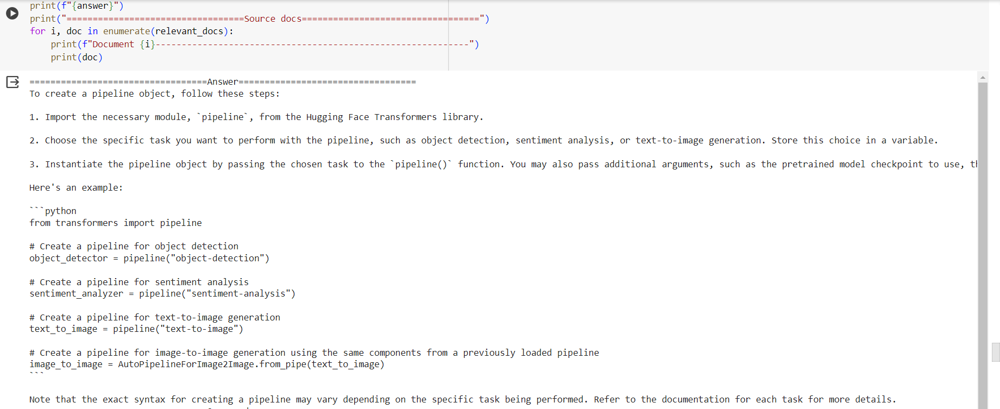 print(f"{answer}")
print("==================================Source docs==================================")
for i, doc in enumerate(relevant_docs):
    print(f"Document {i}------------------------------------------------------------")
    print(doc)
==================================Answer==================================
To create a pipeline object, follow these steps:
1. Import the necessary module, `pipeline`, from the Hugging Face Transformers library.
2. Choose the specific task you want to perform with the pipeline, such as object detection, sentiment analysis, or text-to-image generation. Store this choice in a variable.
3. Instantiate the pipeline object by passing the chosen task to the `pipeline()` function. You may also pass additional arguments, such as the pretrained model checkpoint to use,
Here's an example:
```python
from transformers import pipeline
# Create a pipeline for object detection
object_detector = pipeline("object-detection")
# Create a pipeline for sentiment analysis
sentiment_analyzer = pipeline("sentiment-analysis")
# Create a pipeline for text-to-image generation
text_to_image = pipeline("text-to-image")
# Create a pipeline for image-to-image generation using the same components from a previously loaded pipeline
image_to_image = AutoPipelineForImage2Image.from_pipe(text_to_image)
```
Note that the exact syntax for creating a pipeline may vary depending on the specific task being performed. Refer to the documentation for each task for more details.